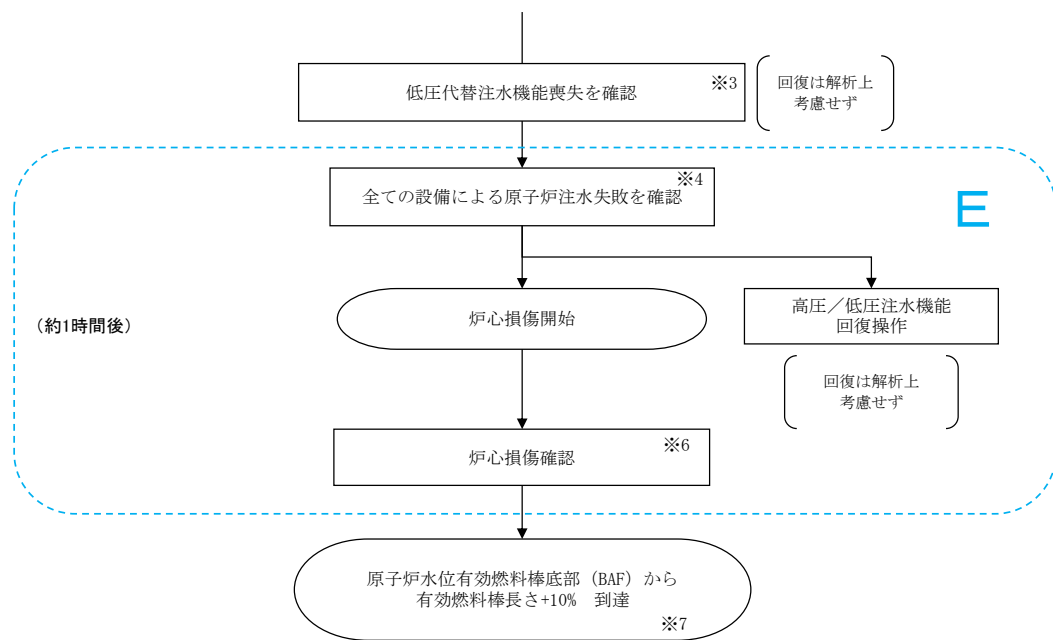 ※3
低圧代替注水機能喪失を確認
回復は解析上
考慮せず
※4
全ての設備による原子炉注水失敗を確認
E
(約1時間後)
炉心損傷開始
高圧／低圧注水機能
回復操作
回復は解析上
考慮せず
※6
炉心損傷確認
原子炉水位有効燃料棒底部（BAF）から
有効燃料棒長さ+10%　到達
※7